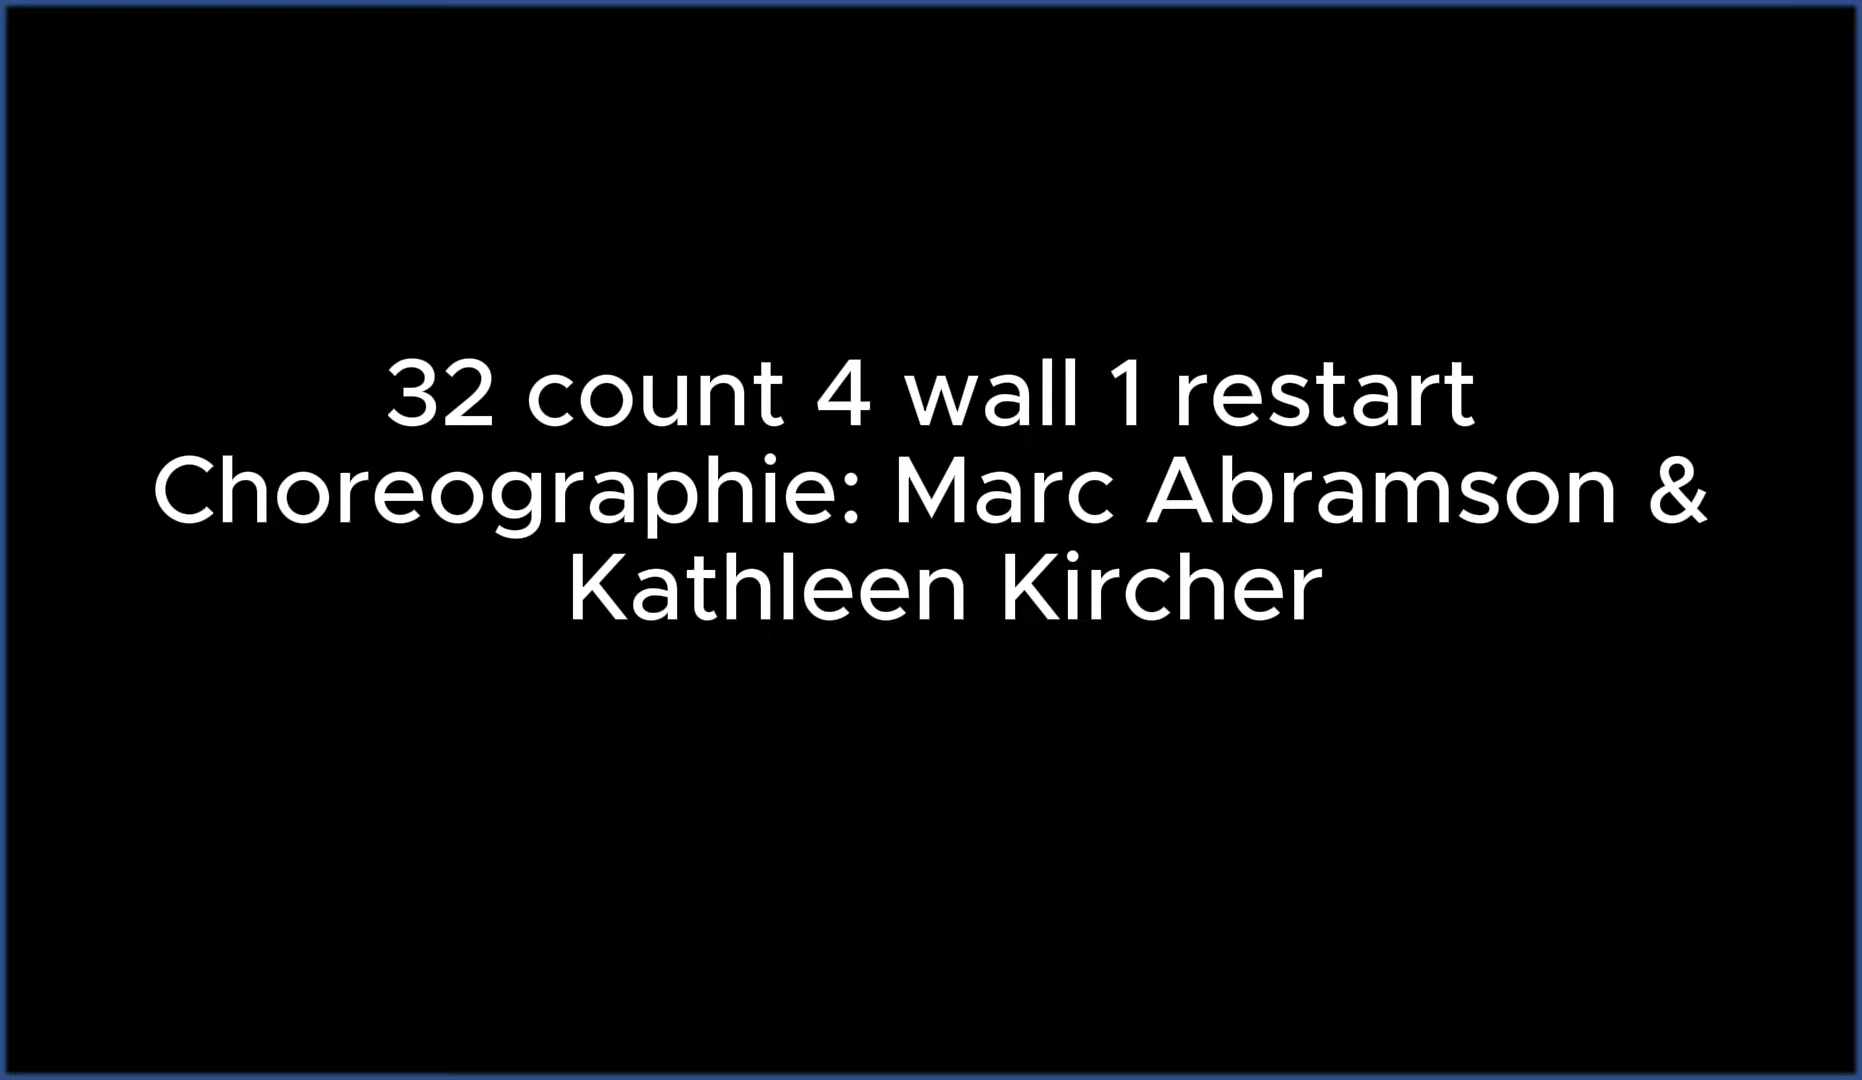 32 count 4 wall 1 restart
Choreographie: Marc Abramson &
Kathleen Kircher